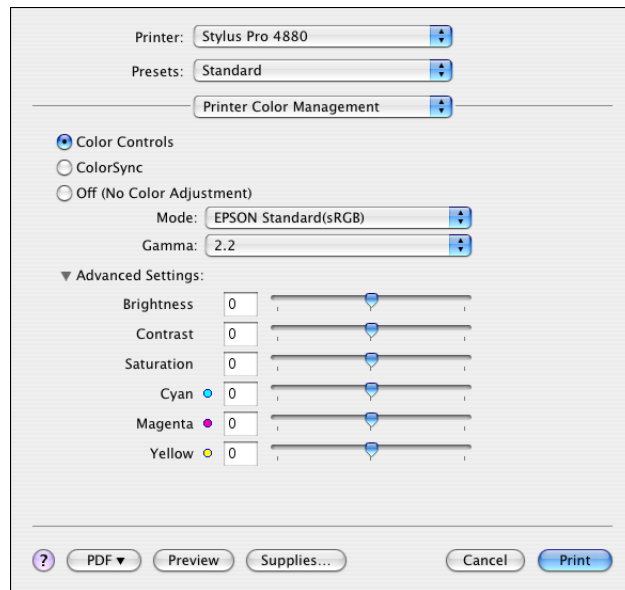 Printer: Stylus Pro 4880
Presets: Standard
Printer Color Management
Color Controls
ColorSync
Off (No Color Adjustment)
Mode: EPSON Standard(sRGB)
Gamma: 2.2
▼ Advanced Settings:
Brightness 0
Contrast 0
Saturation 0
Cyan 0
Magenta 0
Yellow 0
? PDF ▼ Preview Supplies... Cancel Print